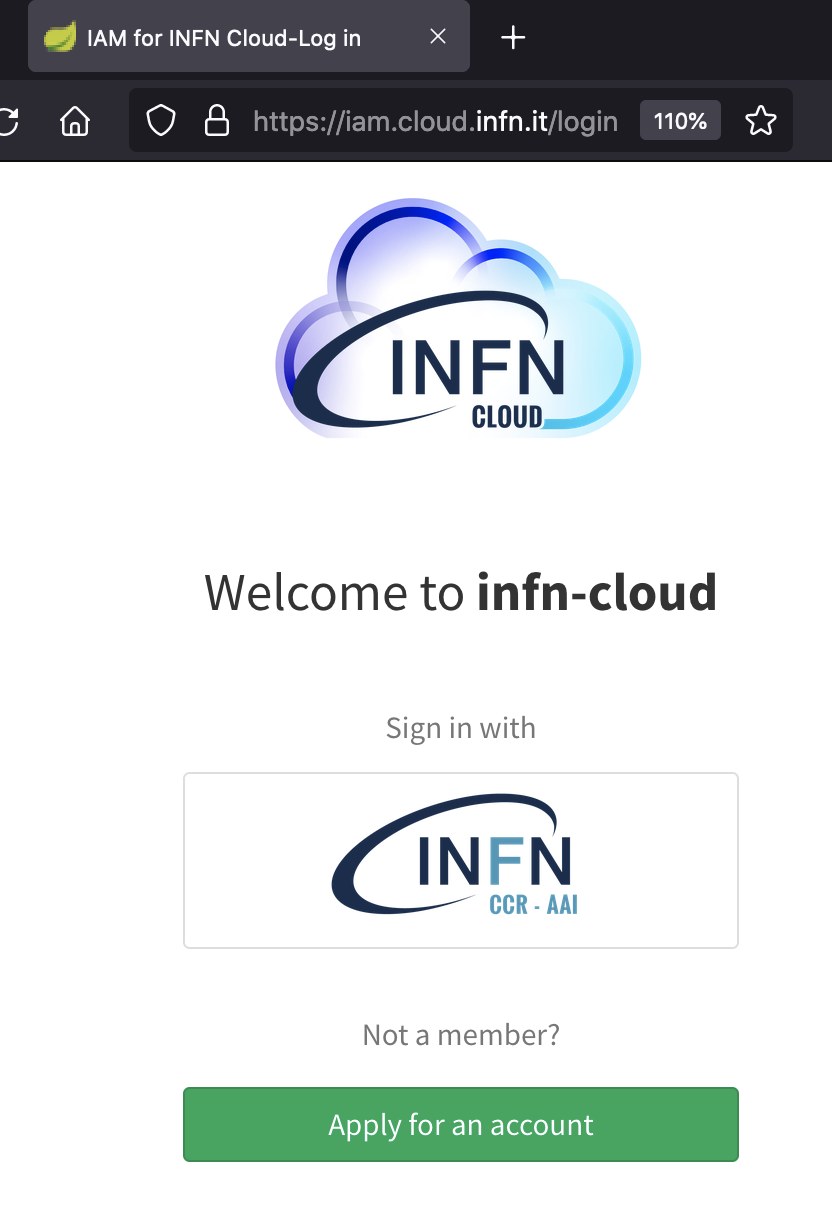 IAM for INFN Cloud-Log in
https://iam.cloud.infn.it/login 110%
INFN
CLOUD
Welcome to infn-cloud
Sign in with
INFN
CCR - AAI
Not a member?
Apply for an account